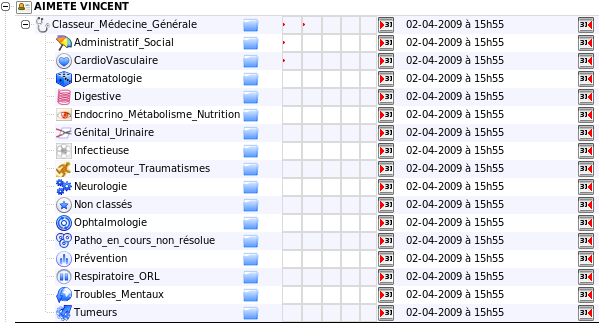 AIMETE VINCENT
Classeur_Médecine_Générale 31 02-04-2009 à 15h55 31
Administratif_Social 31 02-04-2009 à 15h55 31
CardioVasculaire 31 02-04-2009 à 15h55 31
Dermatologie 31 02-04-2009 à 15h55 31
Digestive 31 02-04-2009 à 15h55 31
Endocrino_Métabolisme_Nutrition 31 02-04-2009 à 15h55 31
Génital_Urinaire 31 02-04-2009 à 15h55 31
Infectieuse 31 02-04-2009 à 15h55 31
Locomoteur_Traumatismes 31 02-04-2009 à 15h55 31
Neurologie 31 02-04-2009 à 15h55 31
Non classés 31 02-04-2009 à 15h55 31
Ophtalmologie 31 02-04-2009 à 15h55 31
Patho_en_cours_non_résolue 31 02-04-2009 à 15h55 31
Prévention 31 02-04-2009 à 15h55 31
Respiratoire_ORL 31 02-04-2009 à 15h55 31
Troubles_Mentaux 31 02-04-2009 à 15h55 31
Tumeurs 31 02-04-2009 à 15h55 31